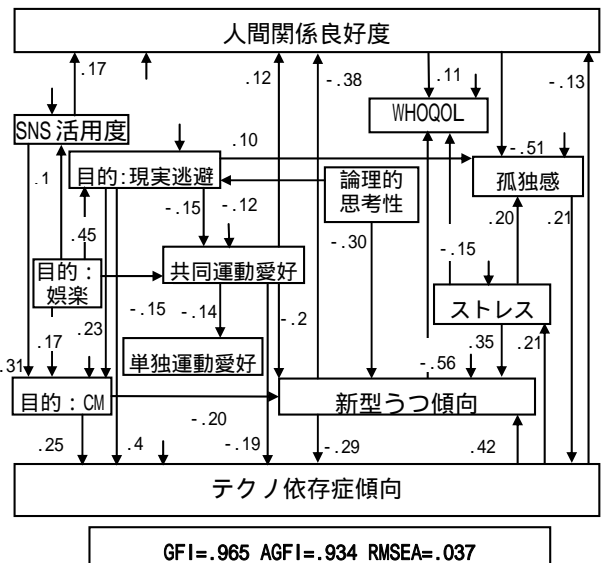 人間関係良好度
.17
.12
-.38
.11
-.13
WHOQOL
SNS 活用度
.10
-.51
目的:現実逃避
論理的
思考性
孤独感
.1
-.15
-.12
.20
.21
.45
-.30
-.15
目的：
娯楽
共同運動愛好
ストレス
-.15
-.14
-.2
.17
.23
.35
.21
.31
単独運動愛好
-.56
目的：CM
新型うつ傾向
-.20
.25
.4
-.19
-.29
.42
テクノ依存症傾向
GFI=.965 AGFI=.934 RMSEA=.037